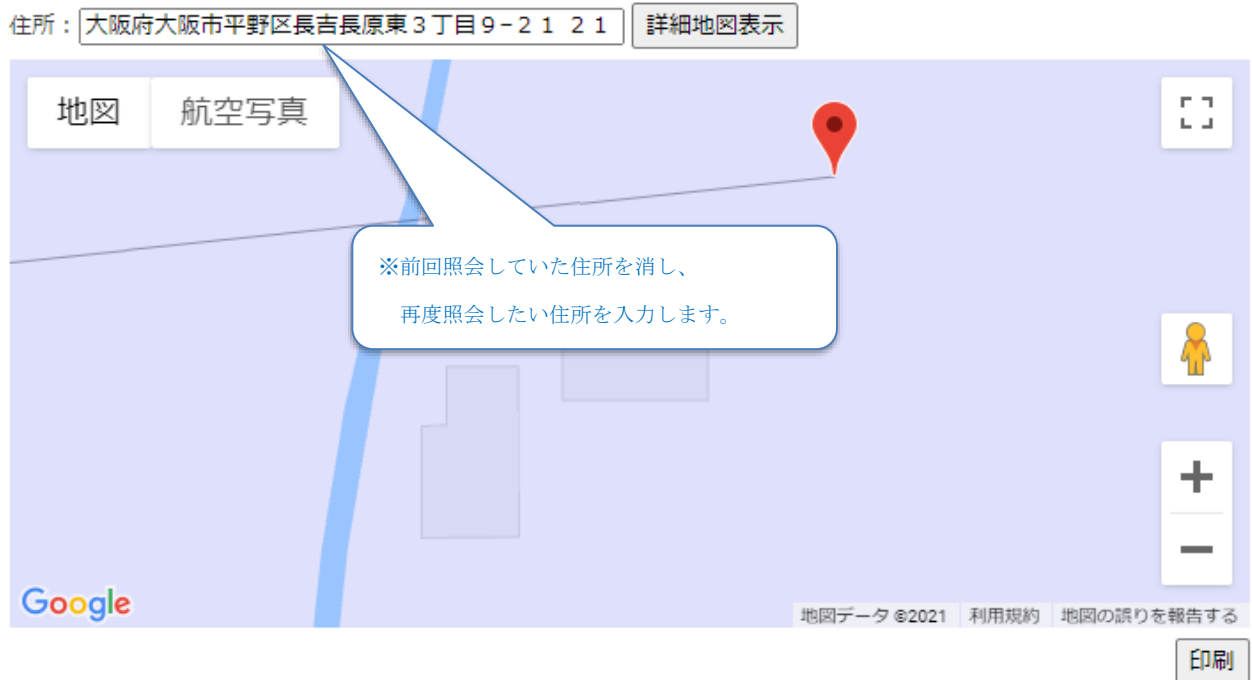 住所：大阪府大阪市平野区長吉長原東３丁目９−２１ ２１ 詳細地図表示
地図 航空写真
※前回照会していた住所を消し、
再度照会したい住所を入力します。
Google
地図データ ©2021 利用規約 地図の誤りを報告する
印刷